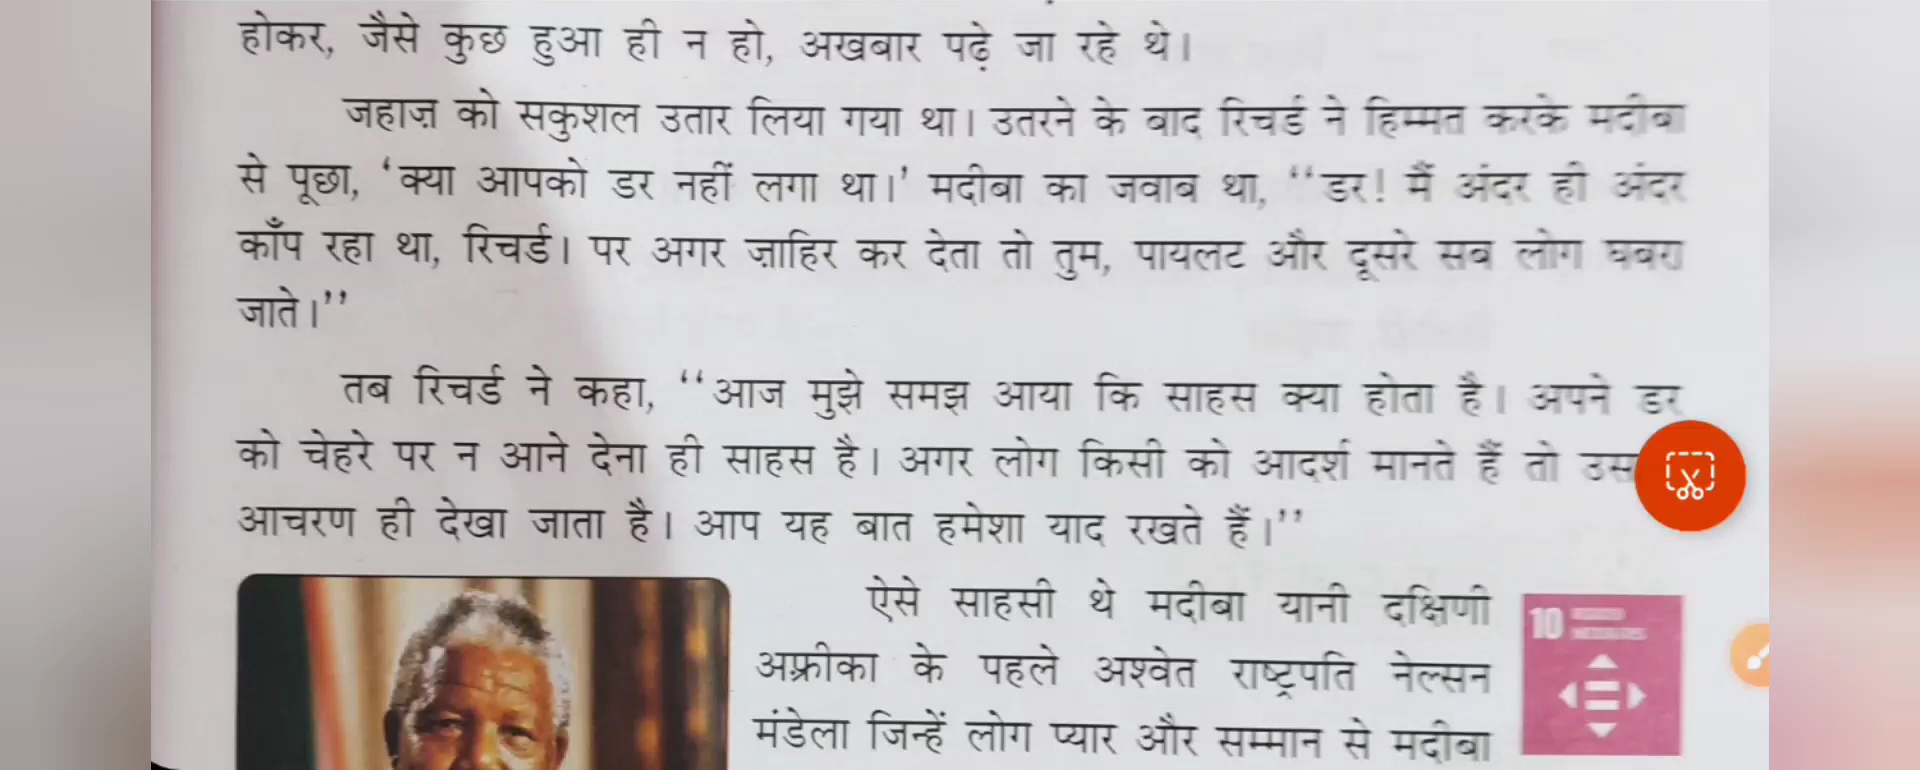 होकर, जैसे कुछ हुआ ही न हो, अखबार पढ़े जा रहे थे।
जहाज़ को सकुशल उतार लिया गया था। उतरने के बाद रिचर्ड ने हिम्मत करके मदीबा
से पूछा, ‘क्या आपको डर नहीं लगा था।’ मदीबा का जवाब था, ‘‘डर! मैं अंदर ही अंदर
काँप रहा था, रिचर्ड। पर अगर ज़ाहिर कर देता तो तुम, पायलट और दूसरे सब लोग घबरा
जाते।’’
तब रिचर्ड ने कहा, ‘‘आज मुझे समझ आया कि साहस क्या होता है। अपने डर
को चेहरे पर न आने देना ही साहस है। अगर लोग किसी को आदर्श मानते हैं तो
आचरण ही देखा जाता है। आप यह बात हमेशा याद रखते हैं।’’
ऐसे साहसी थे मदीबा यानी दक्षिणी
अफ़्रीका के पहले अश्वेत राष्ट्रपति नेल्सन
मंडेला जिन्हें लोग प्यार और सम्मान से मदीबा
10